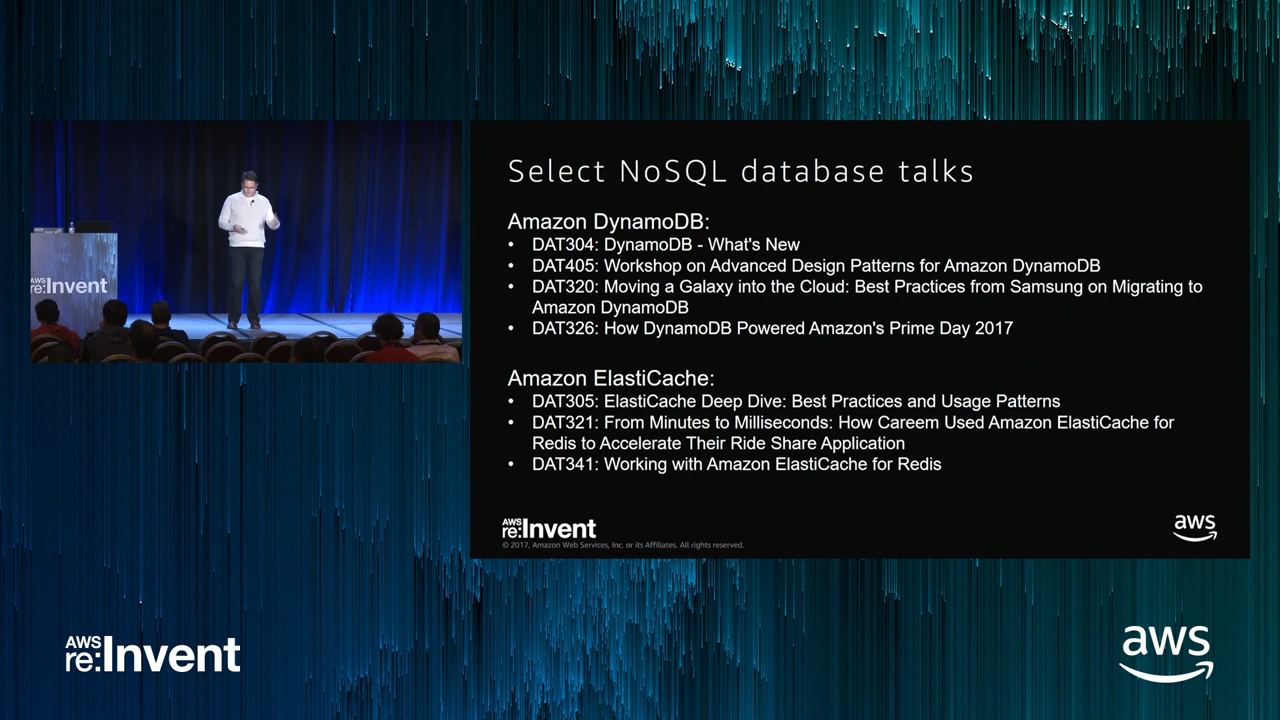 Select NoSQL database talks
Amazon DynamoDB:
• DAT304: DynamoDB - What's New
• DAT405: Workshop on Advanced Design Patterns for Amazon DynamoDB
• DAT320: Moving a Galaxy into the Cloud: Best Practices from Samsung on Migrating to
Amazon DynamoDB
• DAT326: How DynamoDB Powered Amazon's Prime Day 2017
Amazon ElastiCache:
• DAT305: ElastiCache Deep Dive: Best Practices and Usage Patterns
• DAT321: From Minutes to Milliseconds: How Careem Used Amazon ElastiCache for
Redis to Accelerate Their Ride Share Application
• DAT341: Working with Amazon ElastiCache for Redis
AWS
re:Invent
© 2017, Amazon Web Services, Inc. or its Affiliates. All rights reserved.
aws
AWS
re:Invent
AWS
re:Invent
aws